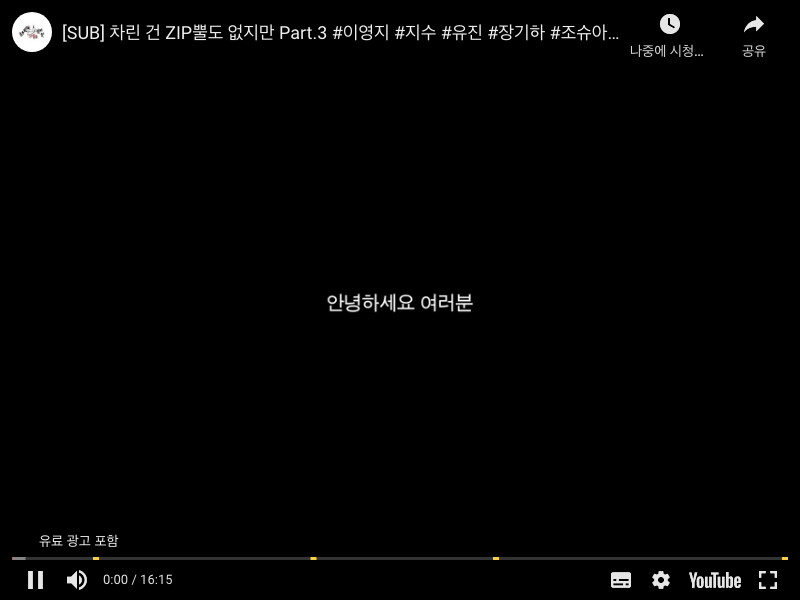 [SUB] 차린 건 ZIP뿔도 없지만 Part.3 #이영지 #지수 #유진 #장기하 #조슈아...
나중에 시청...
공유
안녕하세요 여러분
유료 광고 포함
0:00 / 16:15
YouTube